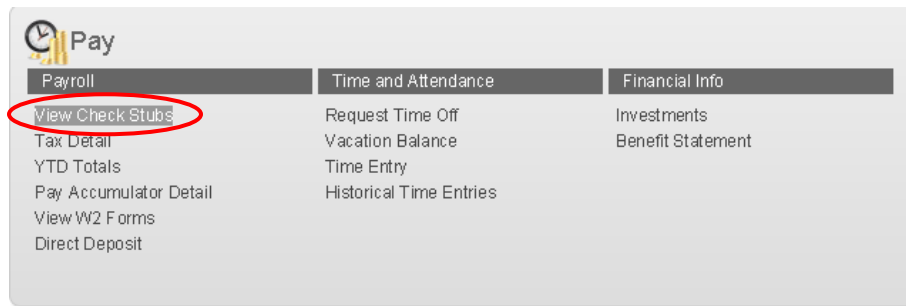 Pay
Payroll
View Check Stubs
Tax Detail
YTD Totals
Pay Accumulator Detail
View W2 Forms
Direct Deposit
Time and Attendance
Request Time Off
Vacation Balance
Time Entry
Historical Time Entries
Financial Info
Investments
Benefit Statement